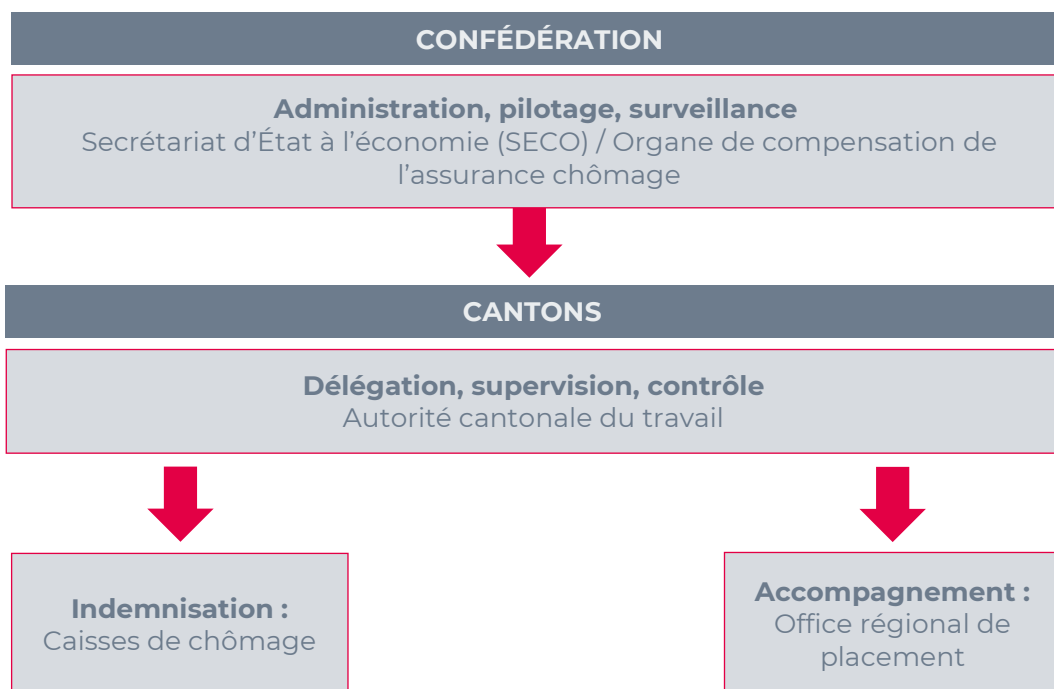 CONFÉDÉRATION
Administration, pilotage, surveillance
Secrétariat d’État à l’économie (SECO) / Organe de compensation de
l’assurance chômage
CANTONS
Délégation, supervision, contrôle
Autorité cantonale du travail
Indemnisation :
Caisses de chômage
Accompagnement :
Office régional de
placement